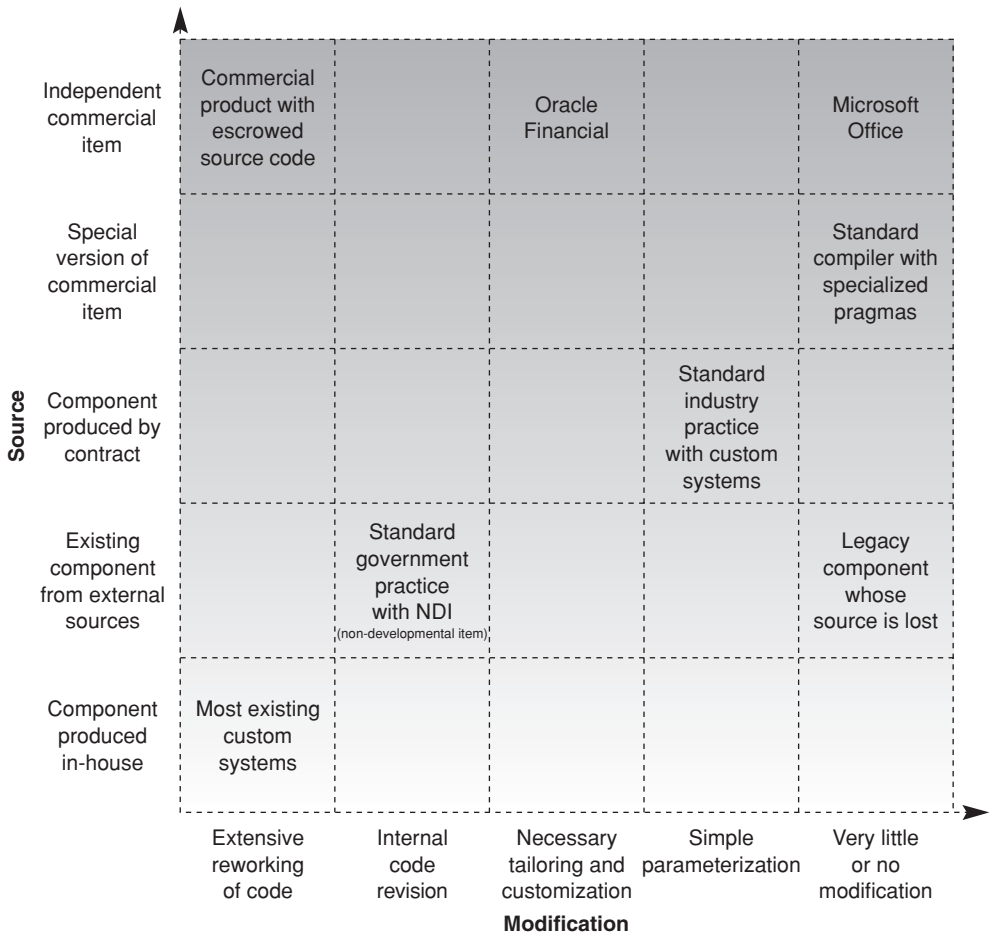 Independent
commercial
item
Commercial
product with
escrowed
source code
Oracle
Financial
Microsoft
Office
Special
version of
commercial
item
Standard
compiler with
specialized
pragmas
Source
Component
produced by
contract
Standard
industry
practice
with custom
systems
Existing
component
from external
sources
Standard
government
practice
with NDI
(non-developmental item)
Legacy
component
whose
source is lost
Component
produced
in-house
Most existing
custom
systems
Extensive
reworking
of code
Internal
code
revision
Necessary
tailoring and
customization
Simple
parameterization
Very little
or no
modification
Modification